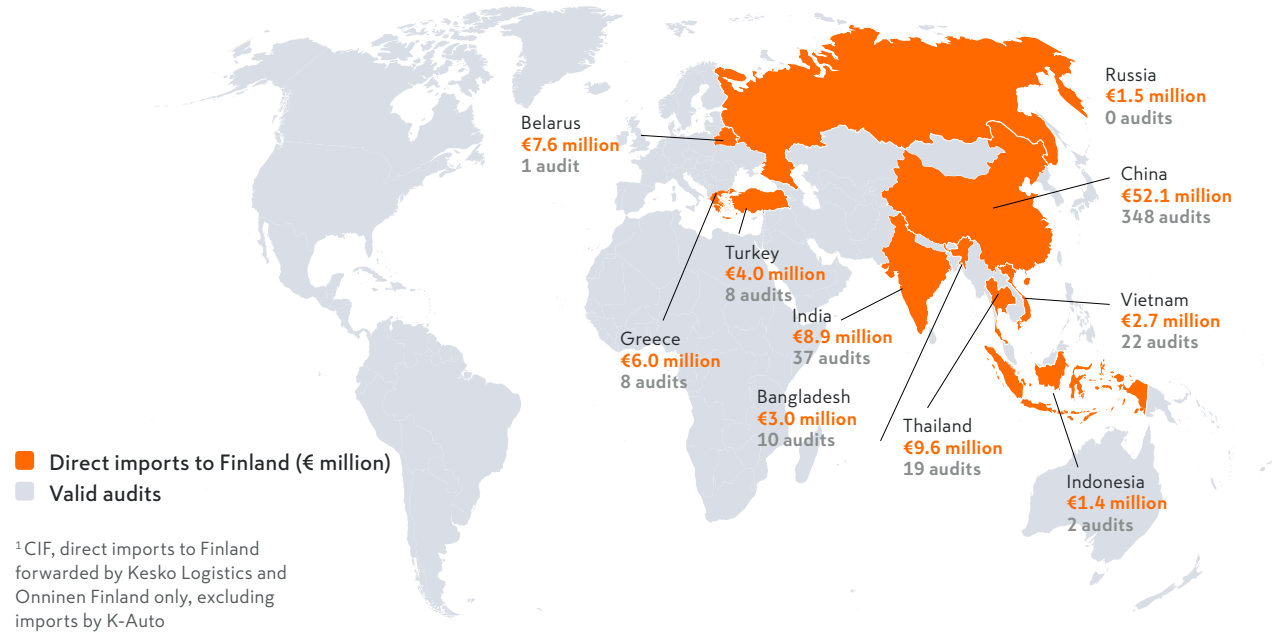 Russia
€1.5 million
0 audits
Belarus
€7.6 million
1 audit
China
€52.1 million
348 audits
Turkey
€4.0 million
8 audits
India
€8.9 million
37 audits
Vietnam
€2.7 million
22 audits
Greece
€6.0 million
8 audits
Bangladesh
€3.0 million
10 audits
Thailand
€9.6 million
19 audits
Indonesia
€1.4 million
2 audits
Direct imports to Finland (€ million)
Valid audits
¹ CIF, direct imports to Finland
forwarded by Kesko Logistics and
Onninen Finland only, excluding
imports by K-Auto